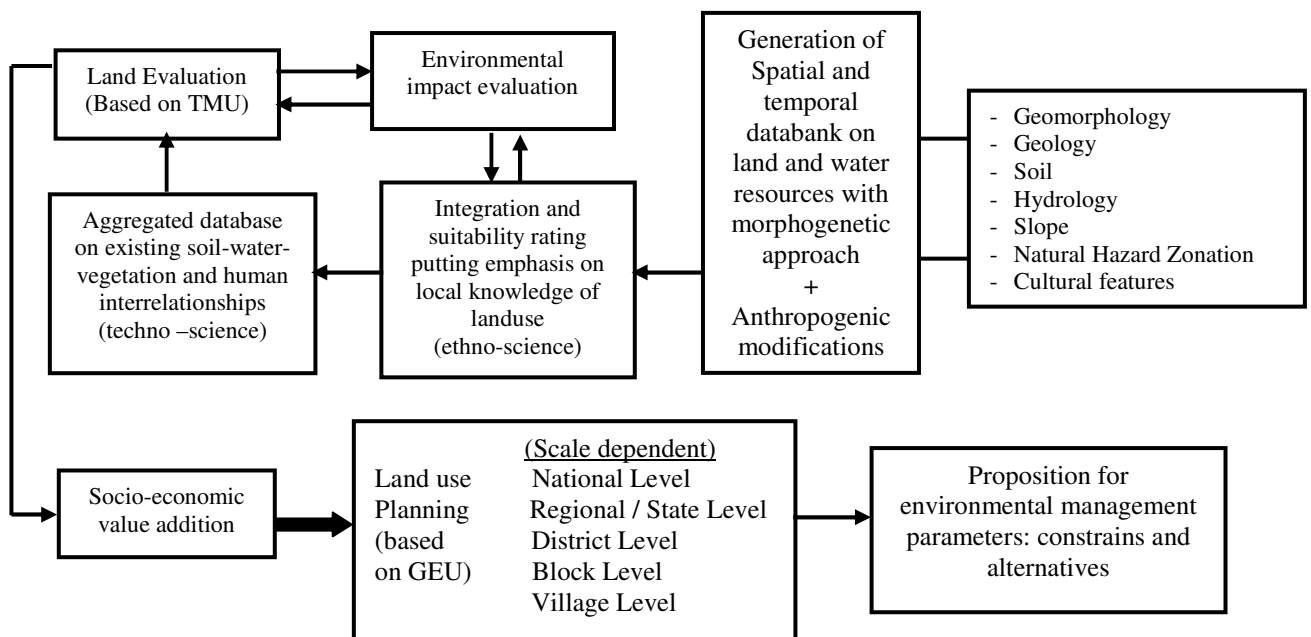 Land Evaluation
(Based on TMU)
Environmental
impact evaluation
Generation of
Spatial and
temporal
databank on
land and water
resources with
morphogenetic
approach
+
Anthropogenic
modifications
- Geomorphology
- Geology
- Soil
- Hydrology
- Slope
- Natural Hazard Zonation
- Cultural features
Aggregated database
on existing soil-water-
vegetation and human
interrelationships
(techno –science)
Integration and
suitability rating
putting emphasis on
local knowledge of
landuse
(ethno-science)
Socio-economic
value addition
Land use
Planning
(based
on GEU)
(Scale dependent)
National Level
Regional / State Level
District Level
Block Level
Village Level
Proposition for
environmental management
parameters: constrains and
alternatives